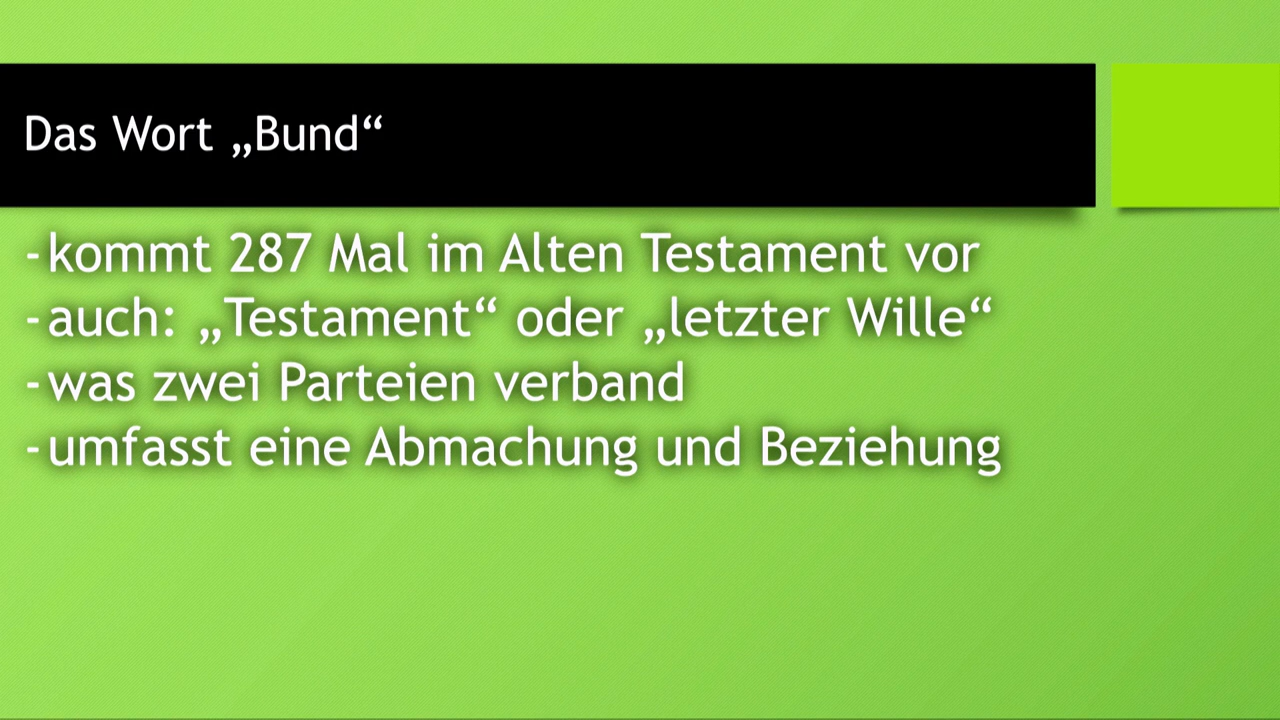 Das Wort „Bund“
-kommt 287 Mal im Alten Testament vor
-auch: „Testament“ oder „letzter Wille“
-was zwei Parteien verband
-umfasst eine Abmachung und Beziehung